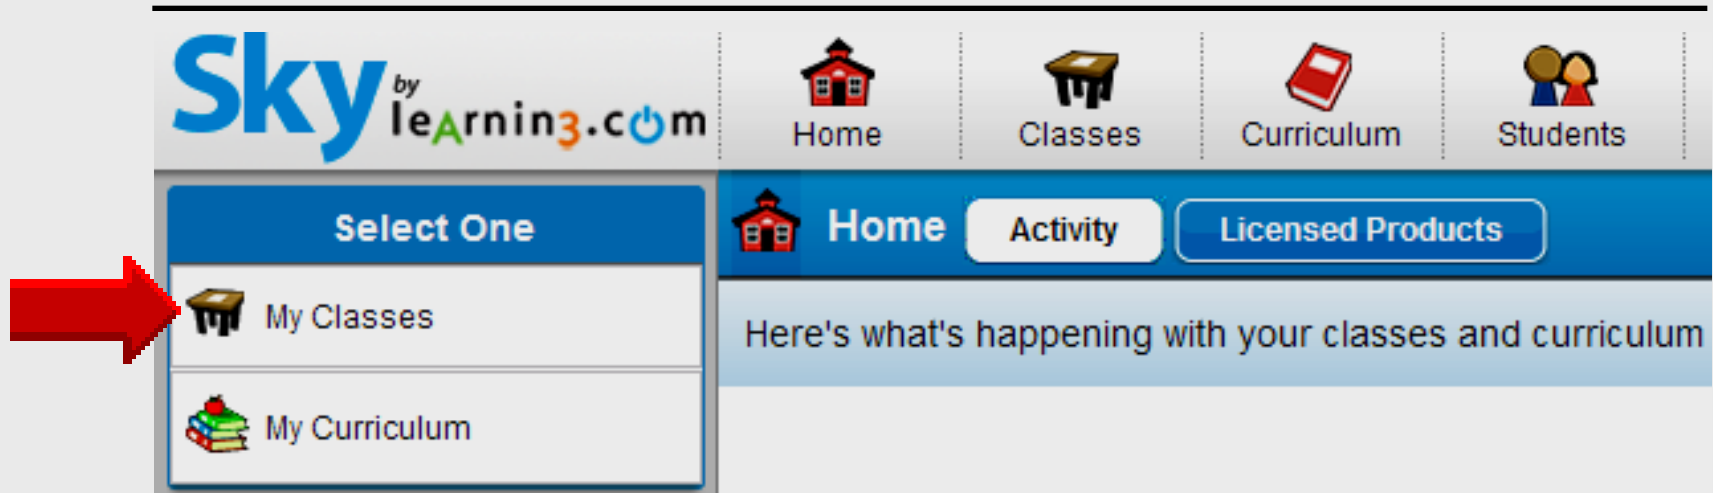 Sky by learning.com
Home
Classes
Curriculum
Students
Select One
My Classes
My Curriculum
Home
Activity
Licensed Products
Here's what's happening with your classes and curriculum